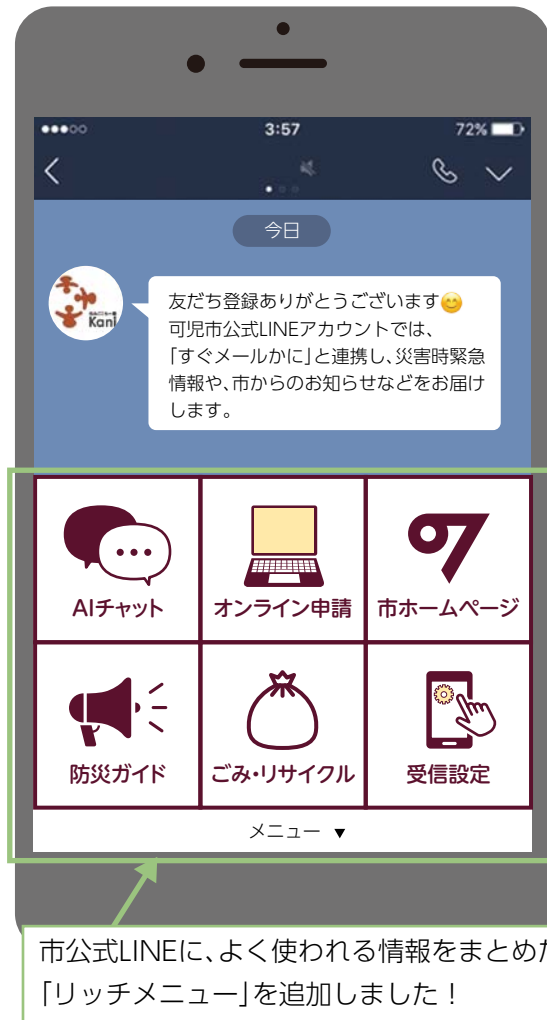 3:57
72%
今日
Kani
友だち登録ありがとうございます😊
可児市公式LINEアカウントでは、
「すぐメールかに」と連携し、災害時緊急
情報や、市からのお知らせなどをお届け
します。
AIチャット
オンライン申請
市ホームページ
防災ガイド
ごみ・リサイクル
受信設定
メニュー ▼
市公式LINEに、よく使われる情報をまとめた
「リッチメニュー」を追加しました！